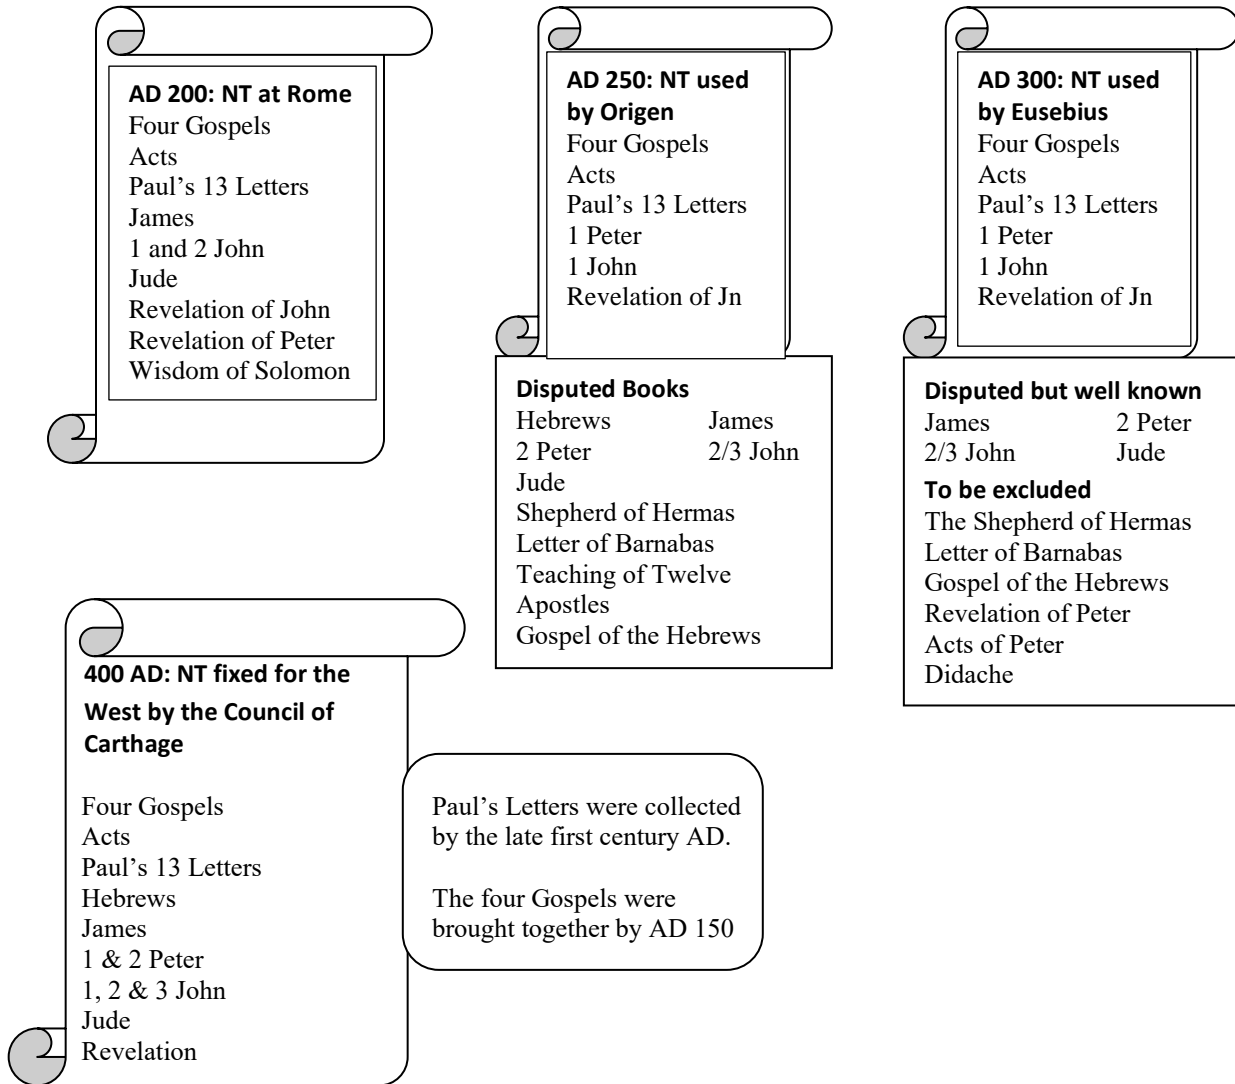 AD 200: NT at Rome
Four Gospels
Acts
Paul’s 13 Letters
James
1 and 2 John
Jude
Revelation of John
Revelation of Peter
Wisdom of Solomon
AD 250: NT used
by Origen
Four Gospels
Acts
Paul’s 13 Letters
1 Peter
1 John
Revelation of Jn
Disputed Books
Hebrews James
2 Peter 2/3 John
Jude
Shepherd of Hermas
Letter of Barnabas
Teaching of Twelve
Apostles
Gospel of the Hebrews
AD 300: NT used
by Eusebius
Four Gospels
Acts
Paul’s 13 Letters
1 Peter
1 John
Revelation of Jn
Disputed but well known
James 2 Peter
2/3 John Jude
To be excluded
The Shepherd of Hermas
Letter of Barnabas
Gospel of the Hebrews
Revelation of Peter
Acts of Peter
Didache
400 AD: NT fixed for the
West by the Council of
Carthage
Four Gospels
Acts
Paul’s 13 Letters
Hebrews
James
1 & 2 Peter
1, 2 & 3 John
Jude
Revelation
Paul’s Letters were collected
by the late first century AD.
The four Gospels were
brought together by AD 150